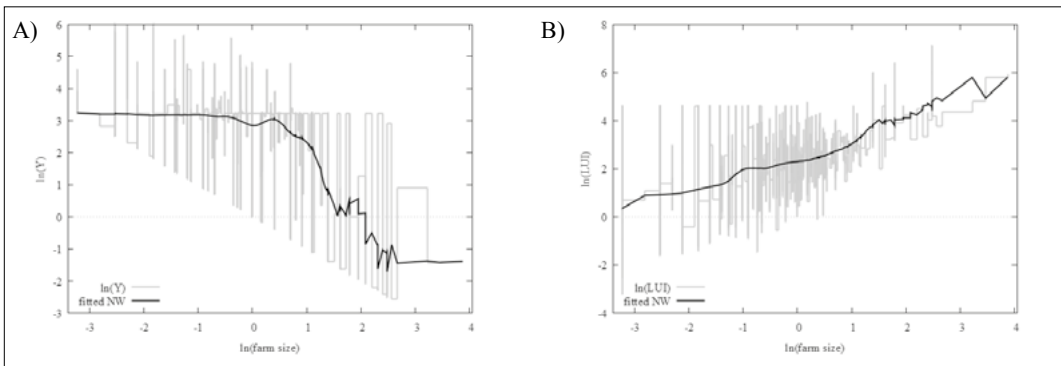 A)
6
5
4
3
2
1
0
-1
-2
-3
ln(Y)
ln(Y)
fitted NW
-3 -2 -1 0 1 2 3 4
ln(farm size)
B)
8
6
4
2
0
-2
-4
ln(LUI)
ln(LUI)
fitted NW
-3 -2 -1 0 1 2 3 4
ln(farm size)